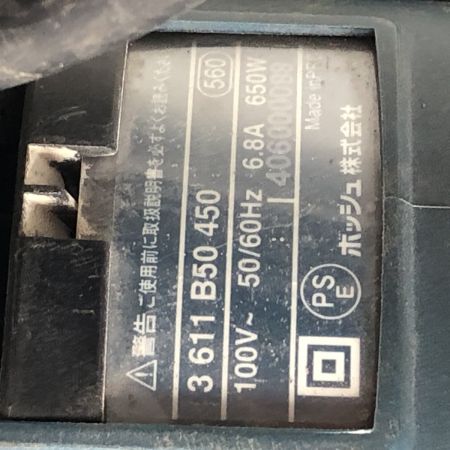 警告 ご使用前に取扱説明書を必ずよくお読みください
3 611 B50 450 560
100V~ 50/60Hz 6.8A 650W
406000089
Made in
PS E ボッシュ株式会社